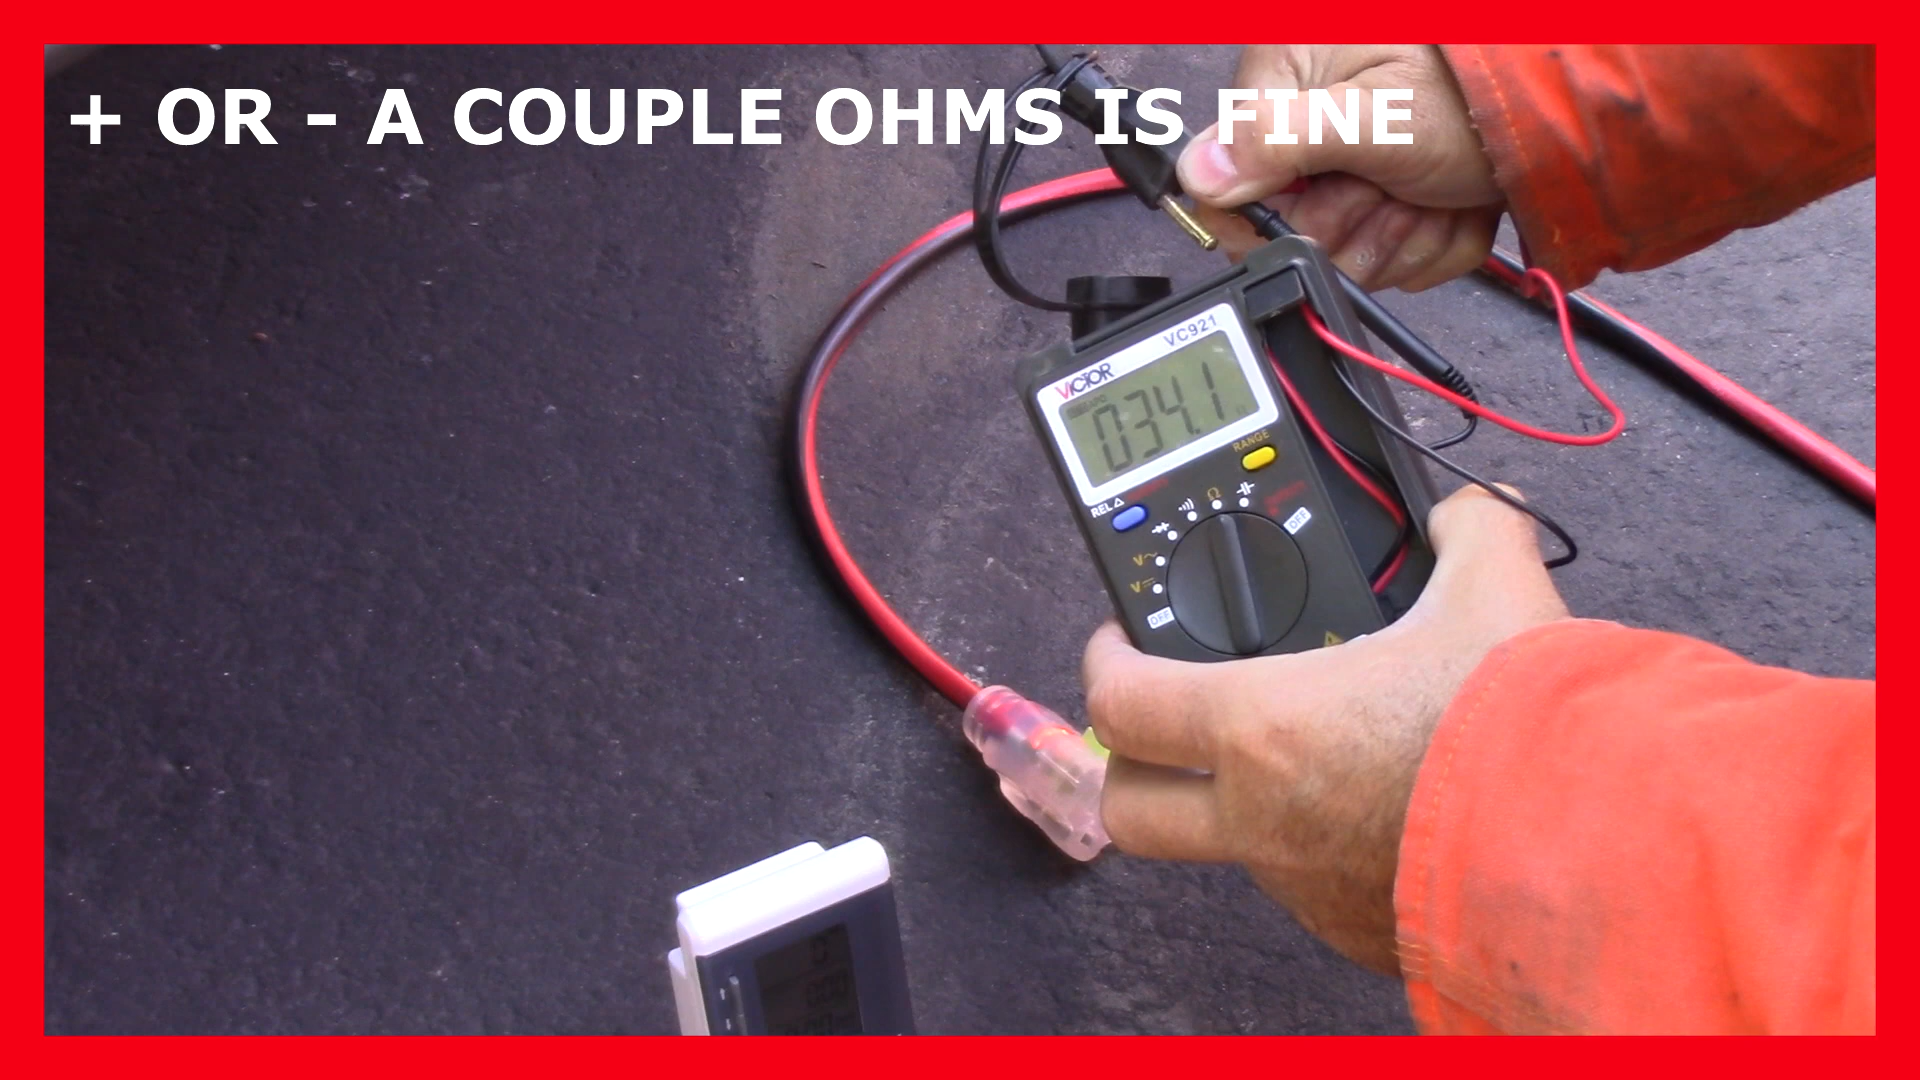 + OR - A COUPLE OHMS IS FINE
VC921
VICTOR
034.1
RANGE
REL Δ
Ω
OFF
V~
V⎓
OFF